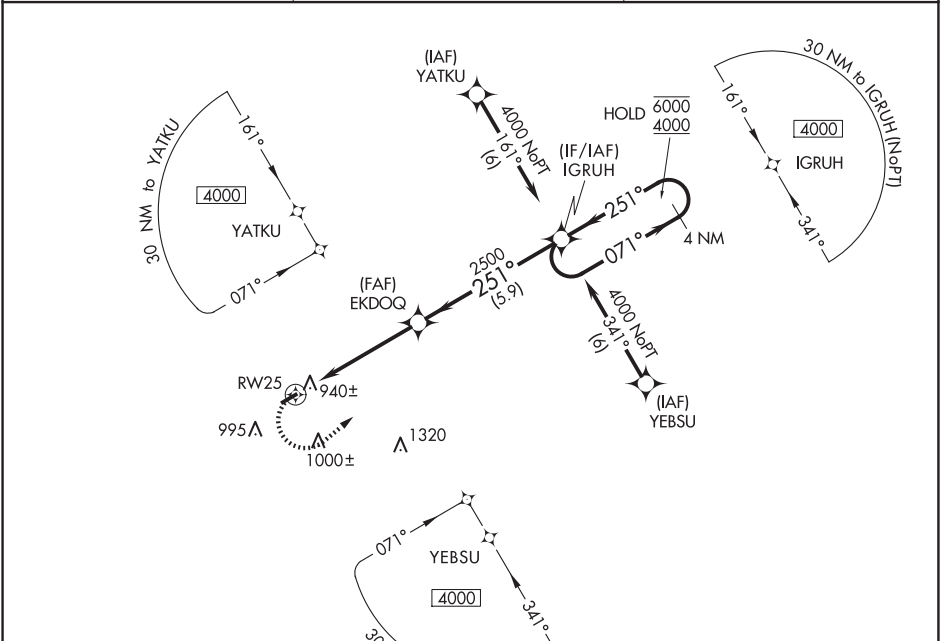 (IAF)
YATKU
4000 NoPT
161°
(6)
HOLD
6000
4000
(IF/IAF)
IGRUH
251°
071°
4 NM
30 NM to IGRUH (NoPT)
161°
4000
IGRUH
341°
30 NM to YATKU
161°
4000
YATKU
071°
2500
251°
(5.9)
(FAF)
EKDOQ
4000 NoPT
341°
(6)
(IAF)
YEBSU
RW25
940±
995
1000±
1320
071°
YEBSU
4000
341°
30